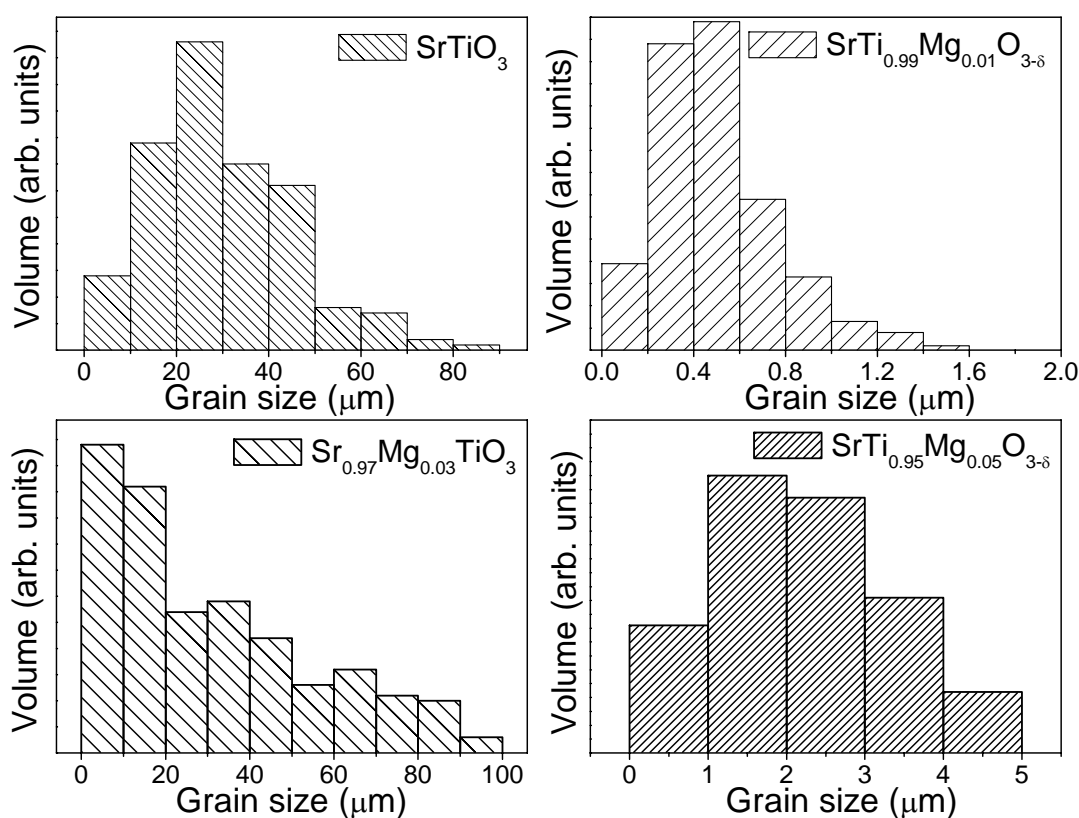 Volume (arb. units)
SrTiO₃
0 20 40 60 80
Grain size (μm)
Volume (arb. units)
SrTi₀.₉₉Mg₀.₀₁O₃₋δ
0.0 0.4 0.8 1.2 1.6 2.0
Grain size (μm)
Volume (arb. units)
Sr₀.₉₇Mg₀.₀₃TiO₃
0 20 40 60 80 100
Grain size (μm)
Volume (arb. units)
SrTi₀.₉₅Mg₀.₀₅O₃₋δ
0 1 2 3 4 5
Grain size (μm)